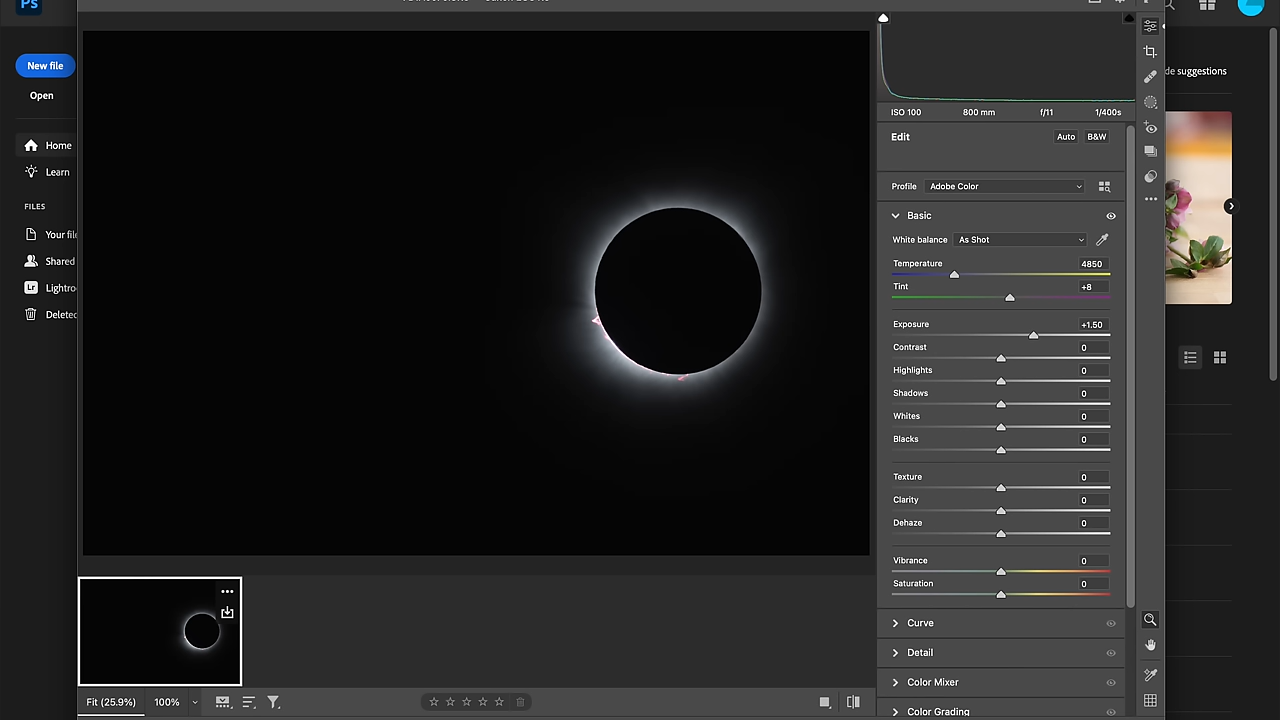 Ps
New file
Open
Home
Learn
FILES
Your file
Shared
Lightro
Deleted
ISO 100 800 mm f/11 1/400s
Edit Auto B&W
Profile Adobe Color
Basic
White balance As Shot
Temperature 4850
Tint +8
Exposure +1.50
Contrast 0
Highlights 0
Shadows 0
Whites 0
Blacks 0
Texture 0
Clarity 0
Dehaze 0
Vibrance 0
Saturation 0
Curve
Detail
Color Mixer
Color Grading
de suggestions
Lr
Fit (25.9%) 100%